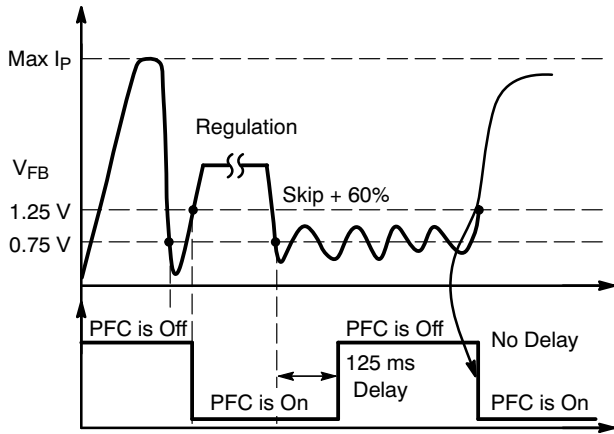 Max IP
Regulation
VFB
Skip + 60%
1.25 V
0.75 V
PFC is Off
PFC is Off
No Delay
125 ms
Delay
PFC is On
PFC is On